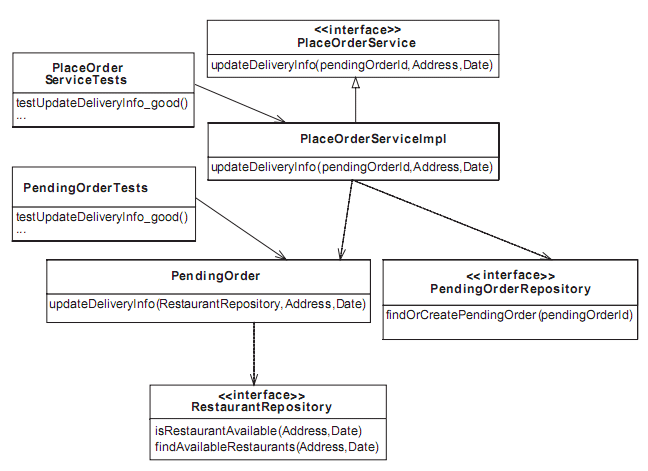 <<interface>>
PlaceOrderService
updateDeliveryInfo(pendingOrderId,Address,Date)
PlaceOrder
ServiceTests
testUpdateDeliveryInfo_good()
...
PlaceOrderServiceImpl
updateDeliveryInfo(pendingOrderId,Address,Date)
PendingOrderTests
testUpdateDeliveryInfo_good()
...
PendingOrder
updateDeliveryInfo(RestaurantRepository,Address,Date)
<<interface>>
PendingOrderRepository
findOrCreatePendingOrder(pendingOrderId)
<<interface>>
RestaurantRepository
isRestaurantAvailable(Address,Date)
findAvailableRestaurants(Address,Date)